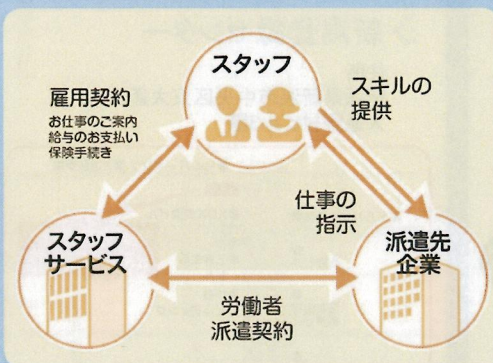 スタッフ
雇用契約
お仕事のご案内
給与のお支払い
保険手続き
スキルの
提供
仕事の
指示
スタッフ
サービス
派遣先
企業
労働者
派遣契約